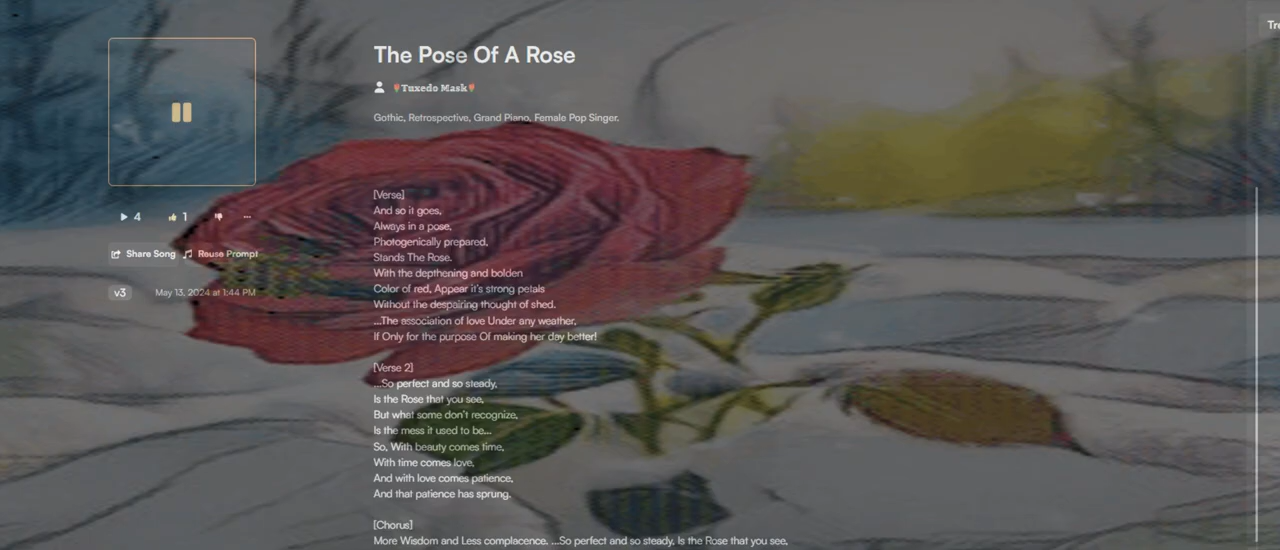 The Pose Of A Rose
🌹Tuxedo Mask🌹
Gothic, Retrospective, Grand Piano, Female Pop Singer.
4 1
Share Song Reuse Prompt
v3 May 13, 2024 at 1:44 PM
[Verse]
And so it goes,
Always in a pose,
Photogenically prepared,
Stands The Rose.
With the depthening and bolden
Color of red, Appear it's strong petals
Without the despairing thought of shed.
...The association of love Under any weather,
If Only for the purpose Of making her day better!
[Verse 2]
...So perfect and so steady,
Is the Rose that you see,
But what some don't recognize,
Is the mess it used to be...
So, With beauty comes time,
With time comes love,
And with love comes patience,
And that patience has sprung.
[Chorus]
More Wisdom and Less complacence. ...So perfect and so steady, Is the Rose that you see,